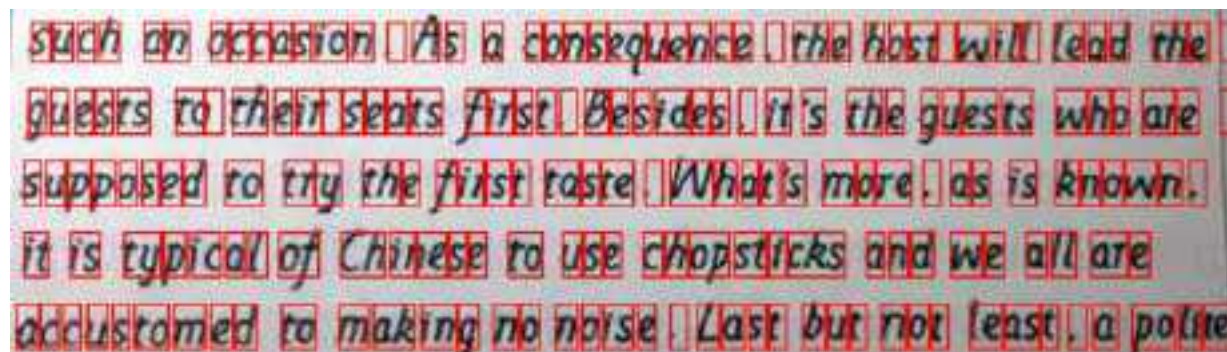 such an occasion. As a consequence, the host will lead the
guests to their seats first. Besides, it's the guests who are
supposed to try the first taste. What's more, as is known,
it is typical of Chinese to use chopsticks and we all are
accustomed to making no noise. Last but not least, a polite